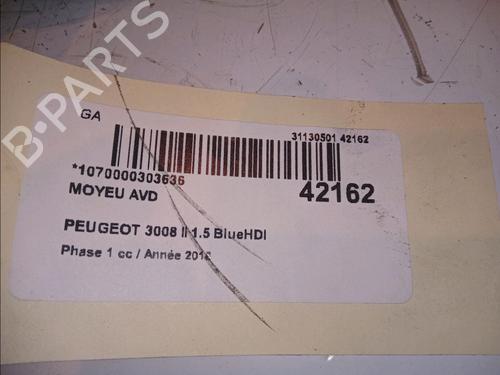 B-PARTS
GA
31130501 42162
*1070000303636
42162
MOYEU AVD
PEUGEOT 3008 II 1.5 BlueHDI
Phase 1 cc / Année